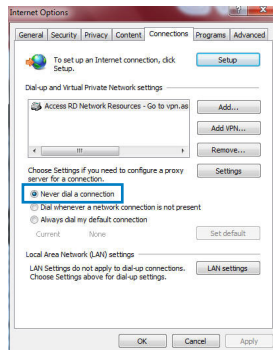 Internet Options
General Security Privacy Content Connections Programs Advanced
To set up an Internet connection, click
Setup.
Setup
Dial-up and Virtual Private Network settings
Access RD Network Resources - Go to vpn.as
Add...
Add VPN...
Remove...
Choose Settings if you need to configure a proxy
server for a connection.
Settings
Never dial a connection
Dial whenever a network connection is not present
Always dial my default connection
Current None
Set default
Local Area Network (LAN) settings
LAN Settings do not apply to dial-up connections.
Choose Settings above for dial-up settings.
LAN settings
OK Cancel Apply